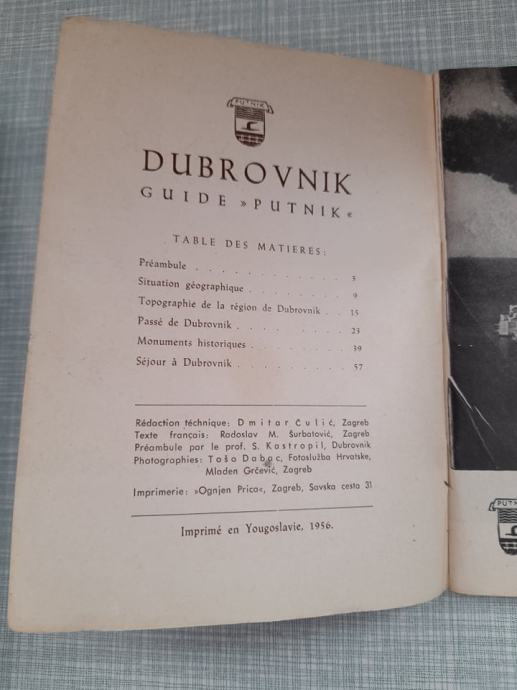 PUTNIK
DUBROVNIK
GUIDE »PUTNIK«
TABLE DES MATIERES:
Préambule . . . . . . . . . . . 3
Situation géographique . . . . . . . 9
Topographie de la région de Dubrovnik . . 15
Passé de Dubrovnik . . . . . . . . 23
Monuments historiques . . . . . . . 39
Séjour à Dubrovnik . . . . . . . . 57
Rédaction téchnique: Dmitar Čulić, Zagreb
Texte français: Radoslav M. Šurbatović, Zagreb
Préambule par le prof. S. Kastropil, Dubrovnik
Photographies: Tošo Dabac, Fotoslužba Hrvatske,
Mladen Grčević, Zagreb
Imprimerie: »Ognjen Prica«, Zagreb, Savska cesta 31
Imprimé en Yougoslavie, 1956.